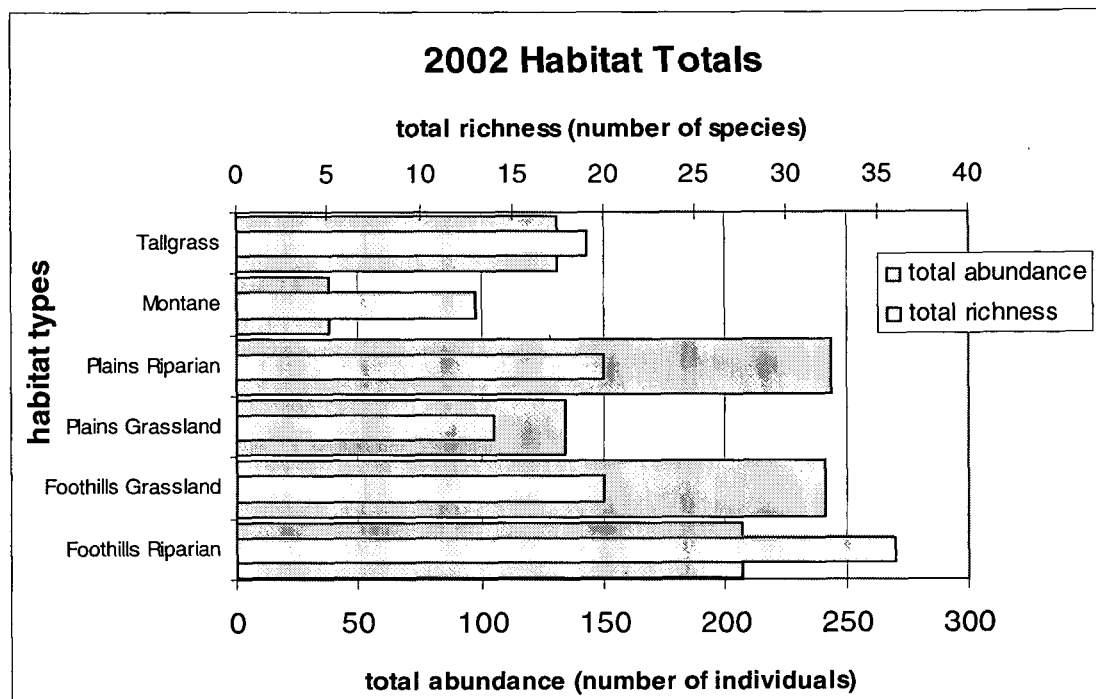 2002 Habitat Totals
total richness (number of species)
0 5 10 15 20 25 30 35 40
Tallgrass
Montane
Plains Riparian
Plains Grassland
Foothills Grassland
Foothills Riparian
habitat types
total abundance
total richness
0 50 100 150 200 250 300
total abundance (number of individuals)